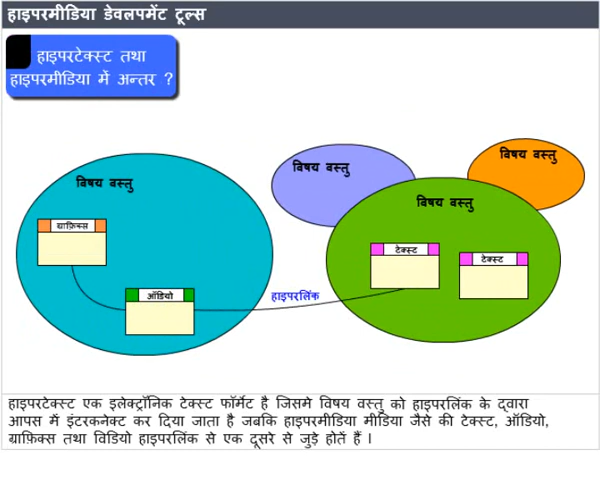 हाइपरमीडिया डेवलपमेंट टूल्स
हाइपरटेक्स्ट तथा
हाइपरमीडिया में अन्तर ?
विषय वस्तु
विषय वस्तु
विषय वस्तु
विषय वस्तु
ग्राफ़िक्स
टेक्स्ट
टेक्स्ट
ऑडियो
हाइपरलिंक
हाइपरटेक्स्ट एक इलेक्ट्रॉनिक टेक्स्ट फॉर्मेट है जिसमे विषय वस्तु को हाइपरलिंक के द्वारा
आपस में इंटरकनेक्ट कर दिया जाता है जबकि हाइपरमीडिया मीडिया जैसे की टेक्स्ट, ऑडियो,
ग्राफ़िक्स तथा विडियो हाइपरलिंक से एक दूसरे से जुड़े होतें हैं ।